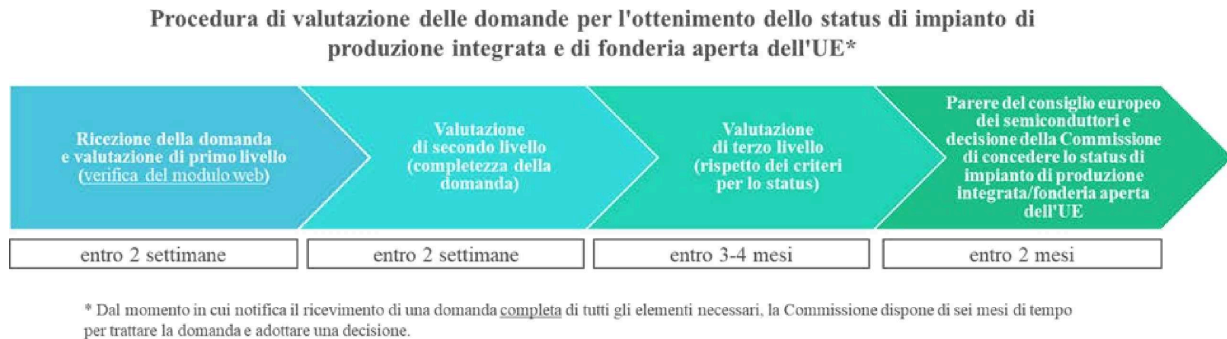 Procedura di valutazione delle domande per l'ottenimento dello status di impianto di
produzione integrata e di fonderia aperta dell'UE*
Ricezione della domanda
e valutazione di primo livello
(verifica del modulo web)
Valutazione
di secondo livello
(completezza della
domanda)
Valutazione
di terzo livello
(rispetto dei criteri
per lo status)
Parere del consiglio europeo
dei semiconduttori e
decisione della Commissione
di concedere lo status di
impianto di produzione
integrata/fonderia aperta
dell'UE
entro 2 settimane
entro 2 settimane
entro 3-4 mesi
entro 2 mesi
* Dal momento in cui notifica il ricevimento di una domanda completa di tutti gli elementi necessari, la Commissione dispone di sei mesi di tempo
per trattare la domanda e adottare una decisione.